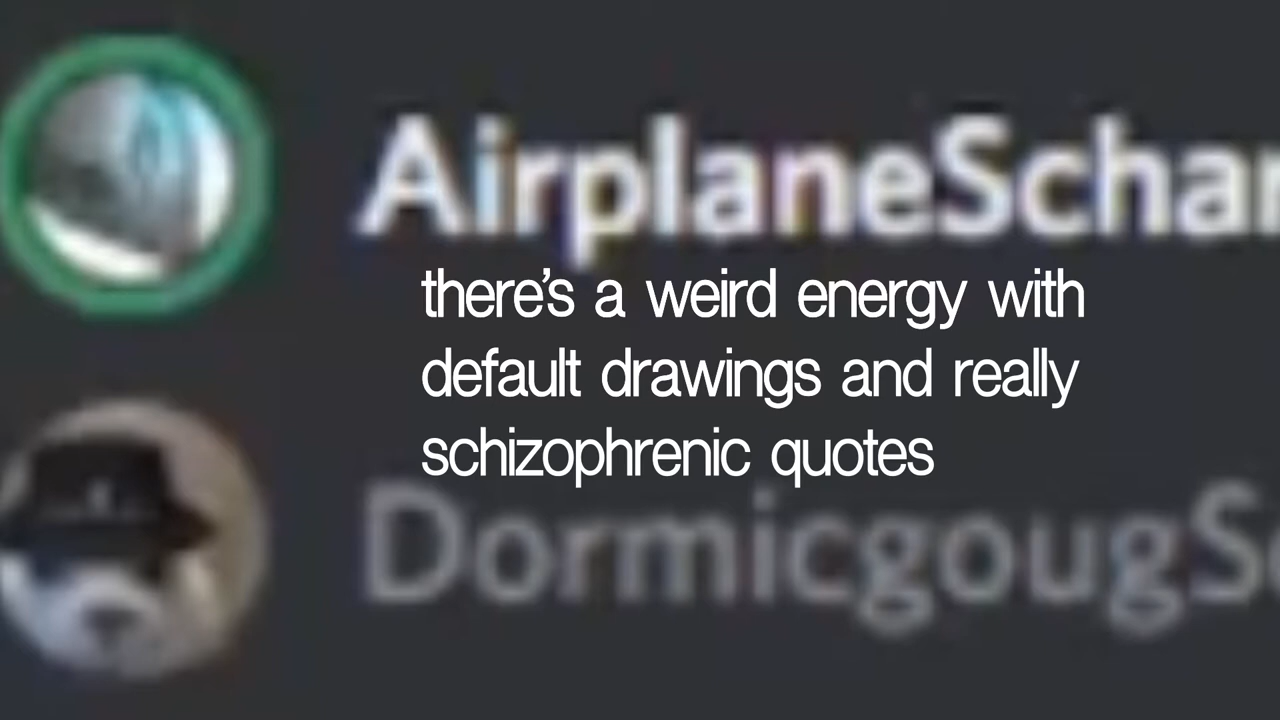 AirplaneSchar
there's a weird energy with
default drawings and really
schizophrenic quotes
DormicgougS